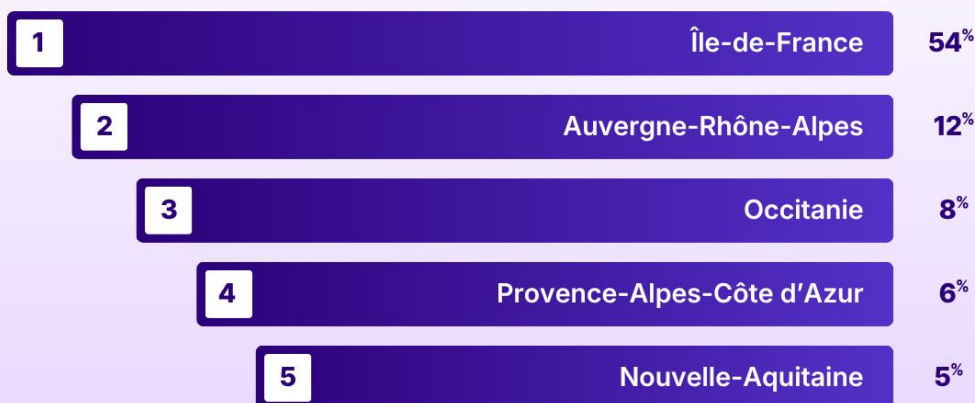 1 Île-de-France 54%
2 Auvergne-Rhône-Alpes 12%
3 Occitanie 8%
4 Provence-Alpes-Côte d’Azur 6%
5 Nouvelle-Aquitaine 5%